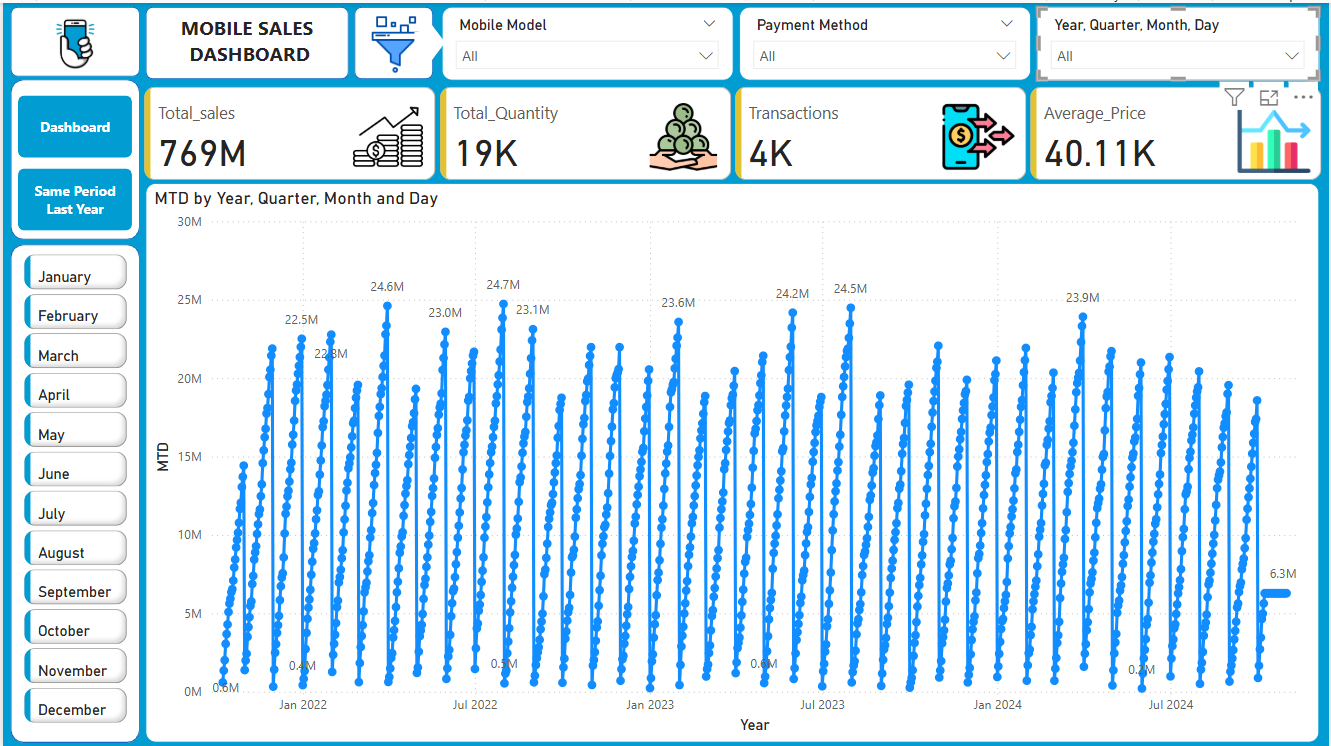 MOBILE SALES
DASHBOARD
Mobile Model
All
Payment Method
All
Year, Quarter, Month, Day
All
Dashboard
Same Period
Last Year
Total_sales
769M
Total_Quantity
19K
Transactions
4K
Average_Price
40.11K
January
February
March
April
May
June
July
August
September
October
November
December
MTD by Year, Quarter, Month and Day
30M
25M
20M
15M
10M
5M
0M
MTD
22.5M
22.8M
24.6M
23.0M
24.7M
23.1M
23.6M
24.2M
24.5M
23.9M
6.3M
0.6M
0.4M
0.5M
0.6M
0.2M
Jan 2022
Jul 2022
Jan 2023
Jul 2023
Jan 2024
Jul 2024
Year